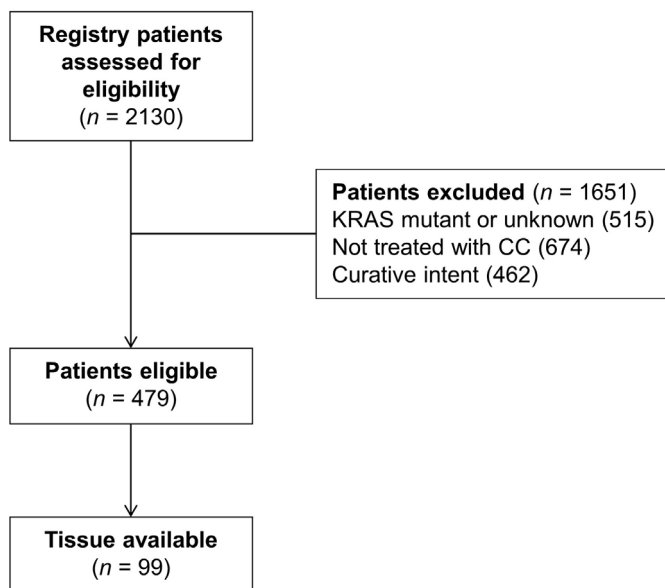 Registry patients
assessed for
eligibility
(n = 2130)
Patients excluded (n = 1651)
KRAS mutant or unknown (515)
Not treated with CC (674)
Curative intent (462)
Patients eligible
(n = 479)
Tissue available
(n = 99)